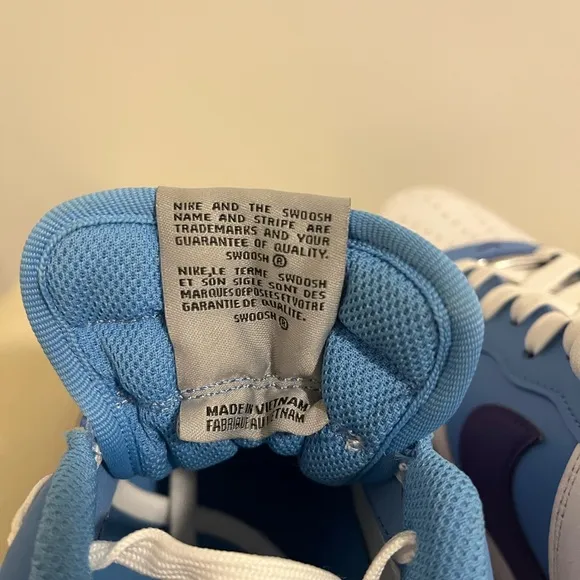 NIKE AND THE SWOOSH
NAME AND STRIPE ARE
TRADEMARKS AND YOUR
GUARANTEE OF QUALITY.
SWOOSH ®
NIKE,LE TERME SWOOSH
ET SON SIGLE SONT DES
MARQUES DEPOSES ET VOTRE
GARANTIE DE QUALITE.
SWOOSH ®
MADE IN VIETNAM
FABRIQUE AU VIETNAM